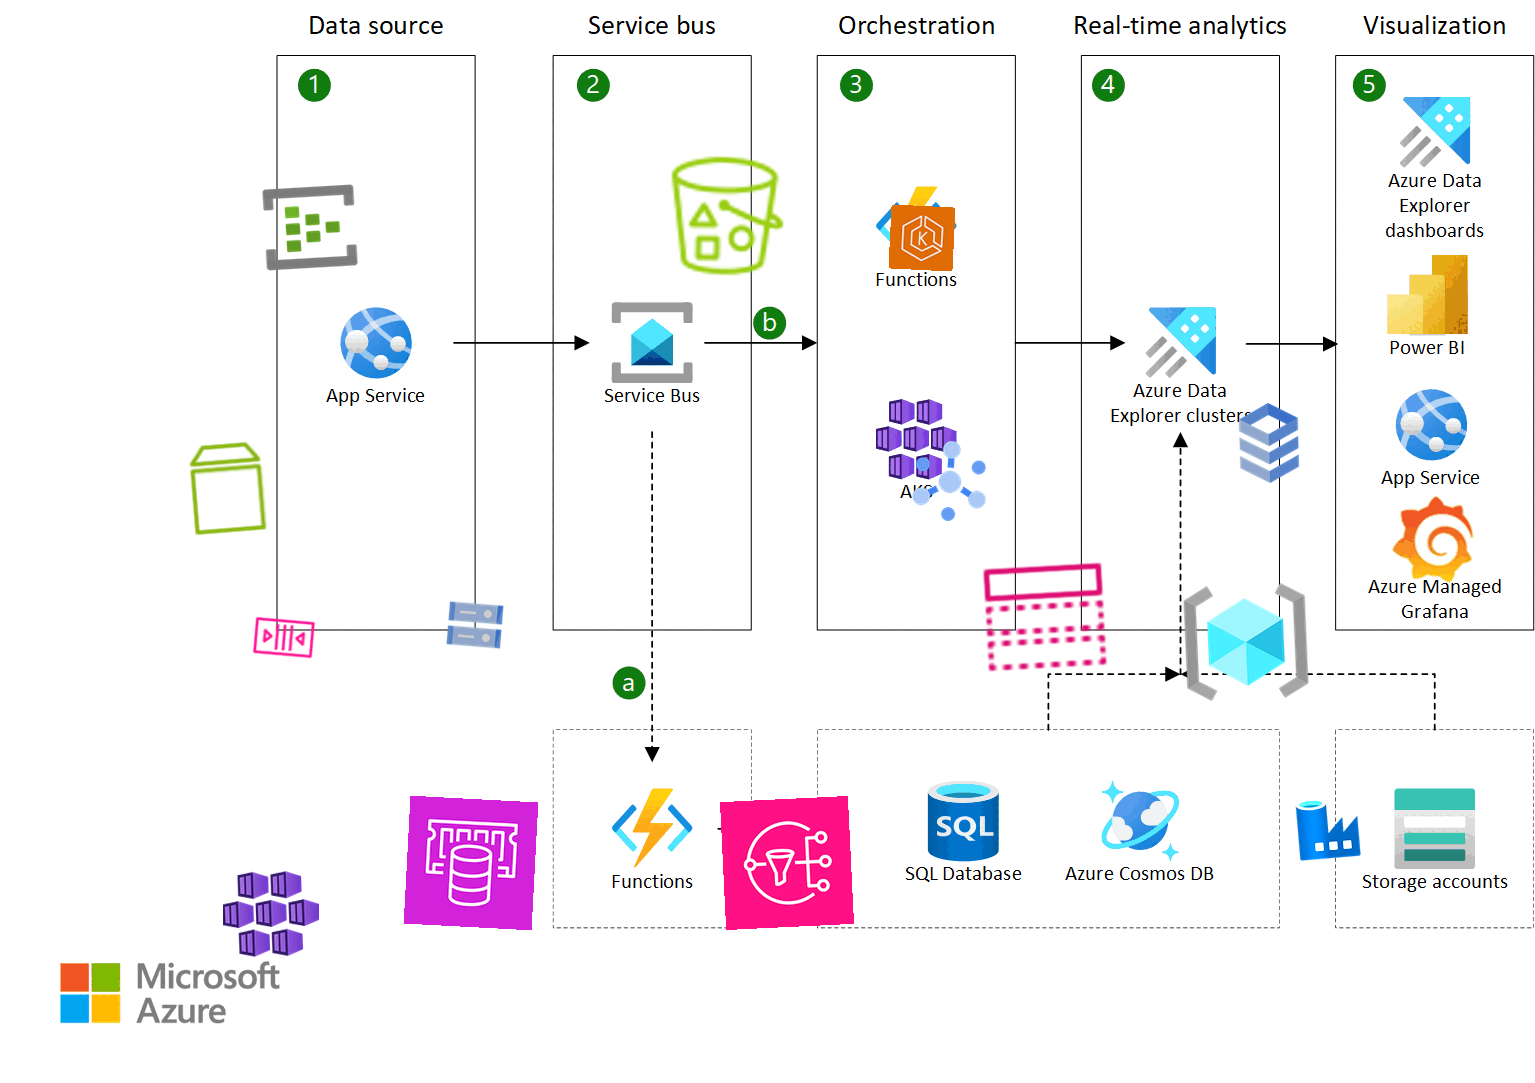 Data source
Service bus
Orchestration
Real-time analytics
Visualization
1
2
3
4
5
Azure Data
Explorer
dashboards
Functions
K
Power BI
b
App Service
Service Bus
Azure Data
Explorer clusters
App Service
AKS
Azure Managed
Grafana
a
SQL
Functions
SQL Database
Azure Cosmos DB
Storage accounts
Microsoft
Azure